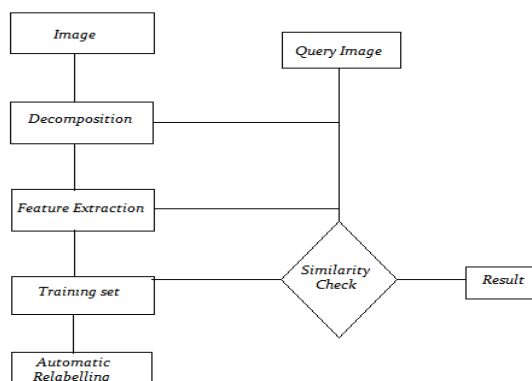 Image
Query Image
Decomposition
Feature Extraction
Similarity
Check
Result
Training set
Automatic
Relabelling